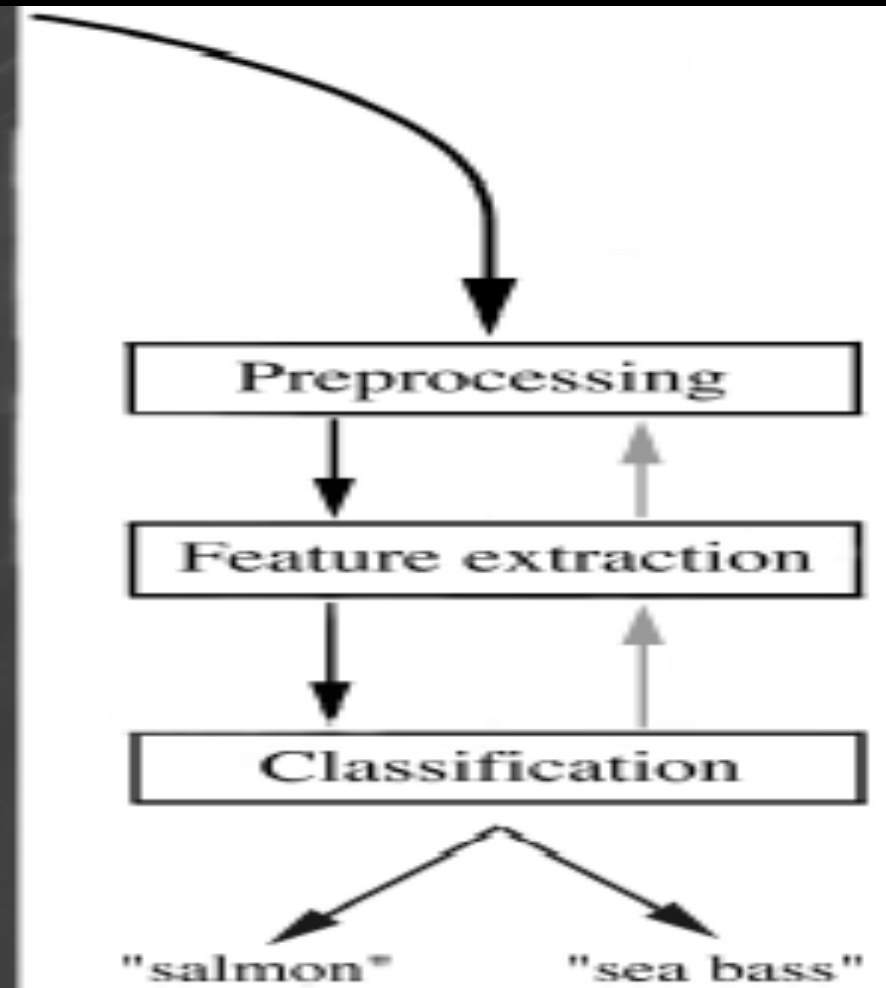 Preprocessing
Feature extraction
Classification
"salmon" "sea bass"